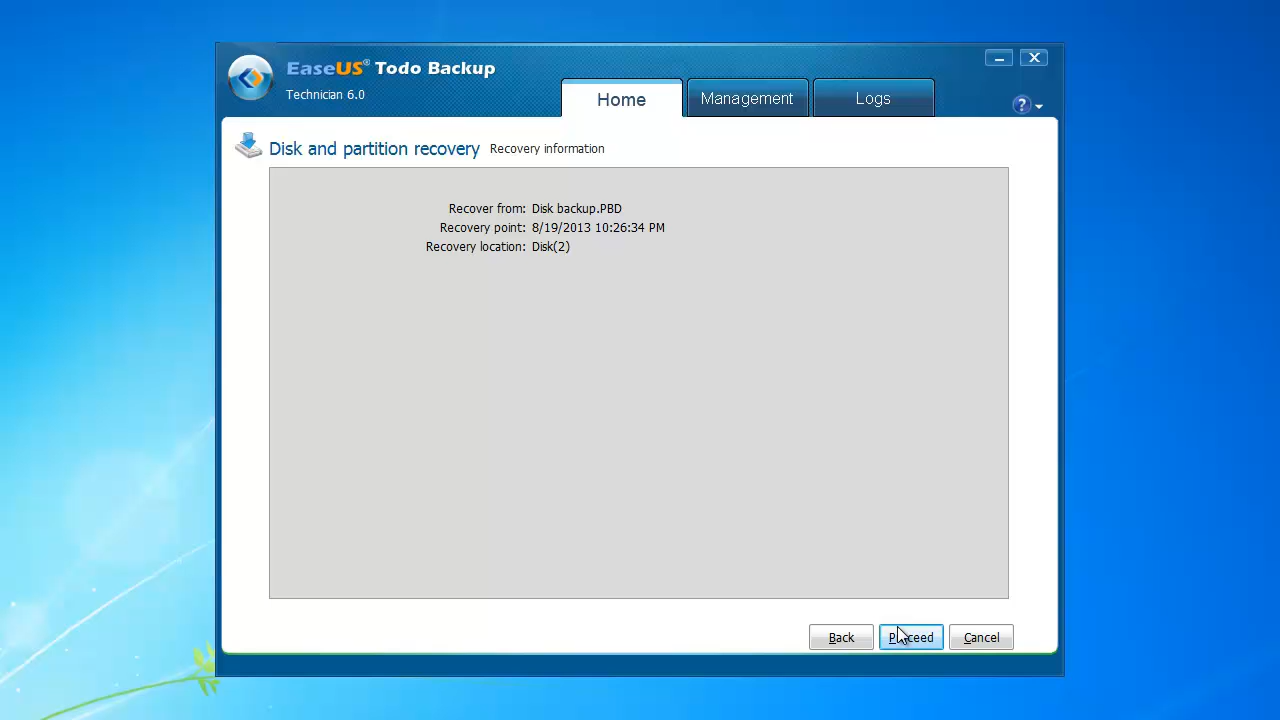 EaseUS® Todo Backup
Technician 6.0
Home
Management
Logs
?
Disk and partition recovery Recovery information
Recover from: Disk backup.PBD
Recovery point: 8/19/2013 10:26:34 PM
Recovery location: Disk(2)
Back
Proceed
Cancel